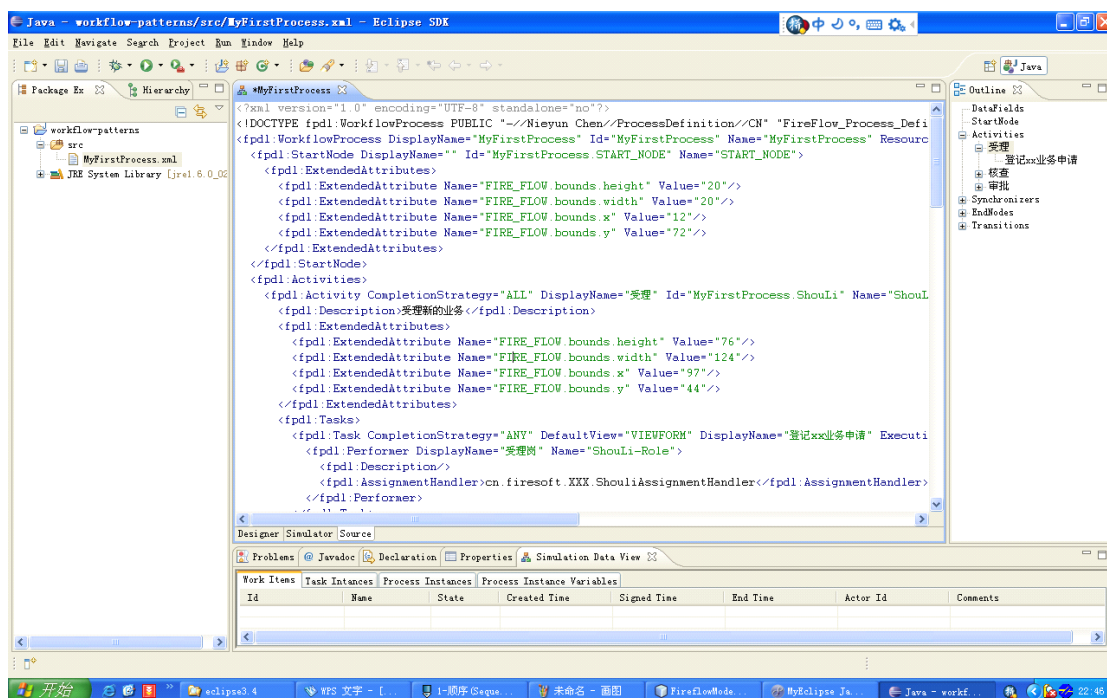 Java - workflow-patterns/src/MyFirstProcess.xml - Eclipse SDK
中
File Edit Navigate Search Project Run Window Help
Java
Package Ex Hierarchy
*MyFirstProcess
Outline
workflow-patterns
src
MyFirstProcess.xml
JRE System Library [jre1.6.0_02
<?xml version="1.0" encoding="UTF-8" standalone="no"?>
<!DOCTYPE fpdl:WorkflowProcess PUBLIC "-//Nieyun Chen//ProcessDefinition//CN" "FireFlow_Process_Defi
<fpdl:WorkflowProcess DisplayName="MyFirstProcess" Id="MyFirstProcess" Name="MyFirstProcess" Resourc
<fpdl:StartNode DisplayName="" Id="MyFirstProcess.START_NODE" Name="START_NODE">
<fpdl:ExtendedAttributes>
<fpdl:ExtendedAttribute Name="FIRE_FLOW.bounds.height" Value="20"/>
<fpdl:ExtendedAttribute Name="FIRE_FLOW.bounds.width" Value="20"/>
<fpdl:ExtendedAttribute Name="FIRE_FLOW.bounds.x" Value="12"/>
<fpdl:ExtendedAttribute Name="FIRE_FLOW.bounds.y" Value="72"/>
</fpdl:ExtendedAttributes>
</fpdl:StartNode>
<fpdl:Activities>
<fpdl:Activity CompletionStrategy="ALL" DisplayName="受理" Id="MyFirstProcess.ShouLi" Name="ShouL
<fpdl:Description>受理新的业务</fpdl:Description>
<fpdl:ExtendedAttributes>
<fpdl:ExtendedAttribute Name="FIRE_FLOW.bounds.height" Value="76"/>
<fpdl:ExtendedAttribute Name="FIRE_FLOW.bounds.width" Value="124"/>
<fpdl:ExtendedAttribute Name="FIRE_FLOW.bounds.x" Value="97"/>
<fpdl:ExtendedAttribute Name="FIRE_FLOW.bounds.y" Value="44"/>
</fpdl:ExtendedAttributes>
<fpdl:Tasks>
<fpdl:Task CompletionStrategy="ANY" DefaultView="VIEWFORM" DisplayName="登记xx业务申请" Executi
<fpdl:Performer DisplayName="受理岗" Name="ShouLi-Role">
<fpdl:Description/>
<fpdl:AssignmentHandler>cn.firesoft.XXX.ShouliAssignmentHandler</fpdl:AssignmentHandler>
</fpdl:Performer>
DataFields
StartNode
Activities
受理
登记xx业务申请
核查
审批
Synchronizers
EndNodes
Transitions
Designer Simulator Source
Problems @ Javadoc Declaration Properties Simulation Data View
Work Items Task Intances Process Instances Process Instance Variables
Id Name State Created Time Signed Time End Time Actor Id Comments
开始 eclipse3.4 WPS 文字 - [... 1-顺序(Seque... 未命名 - 画图 FireflowMode... MyEclipse Ja... Java - workf... 22:46